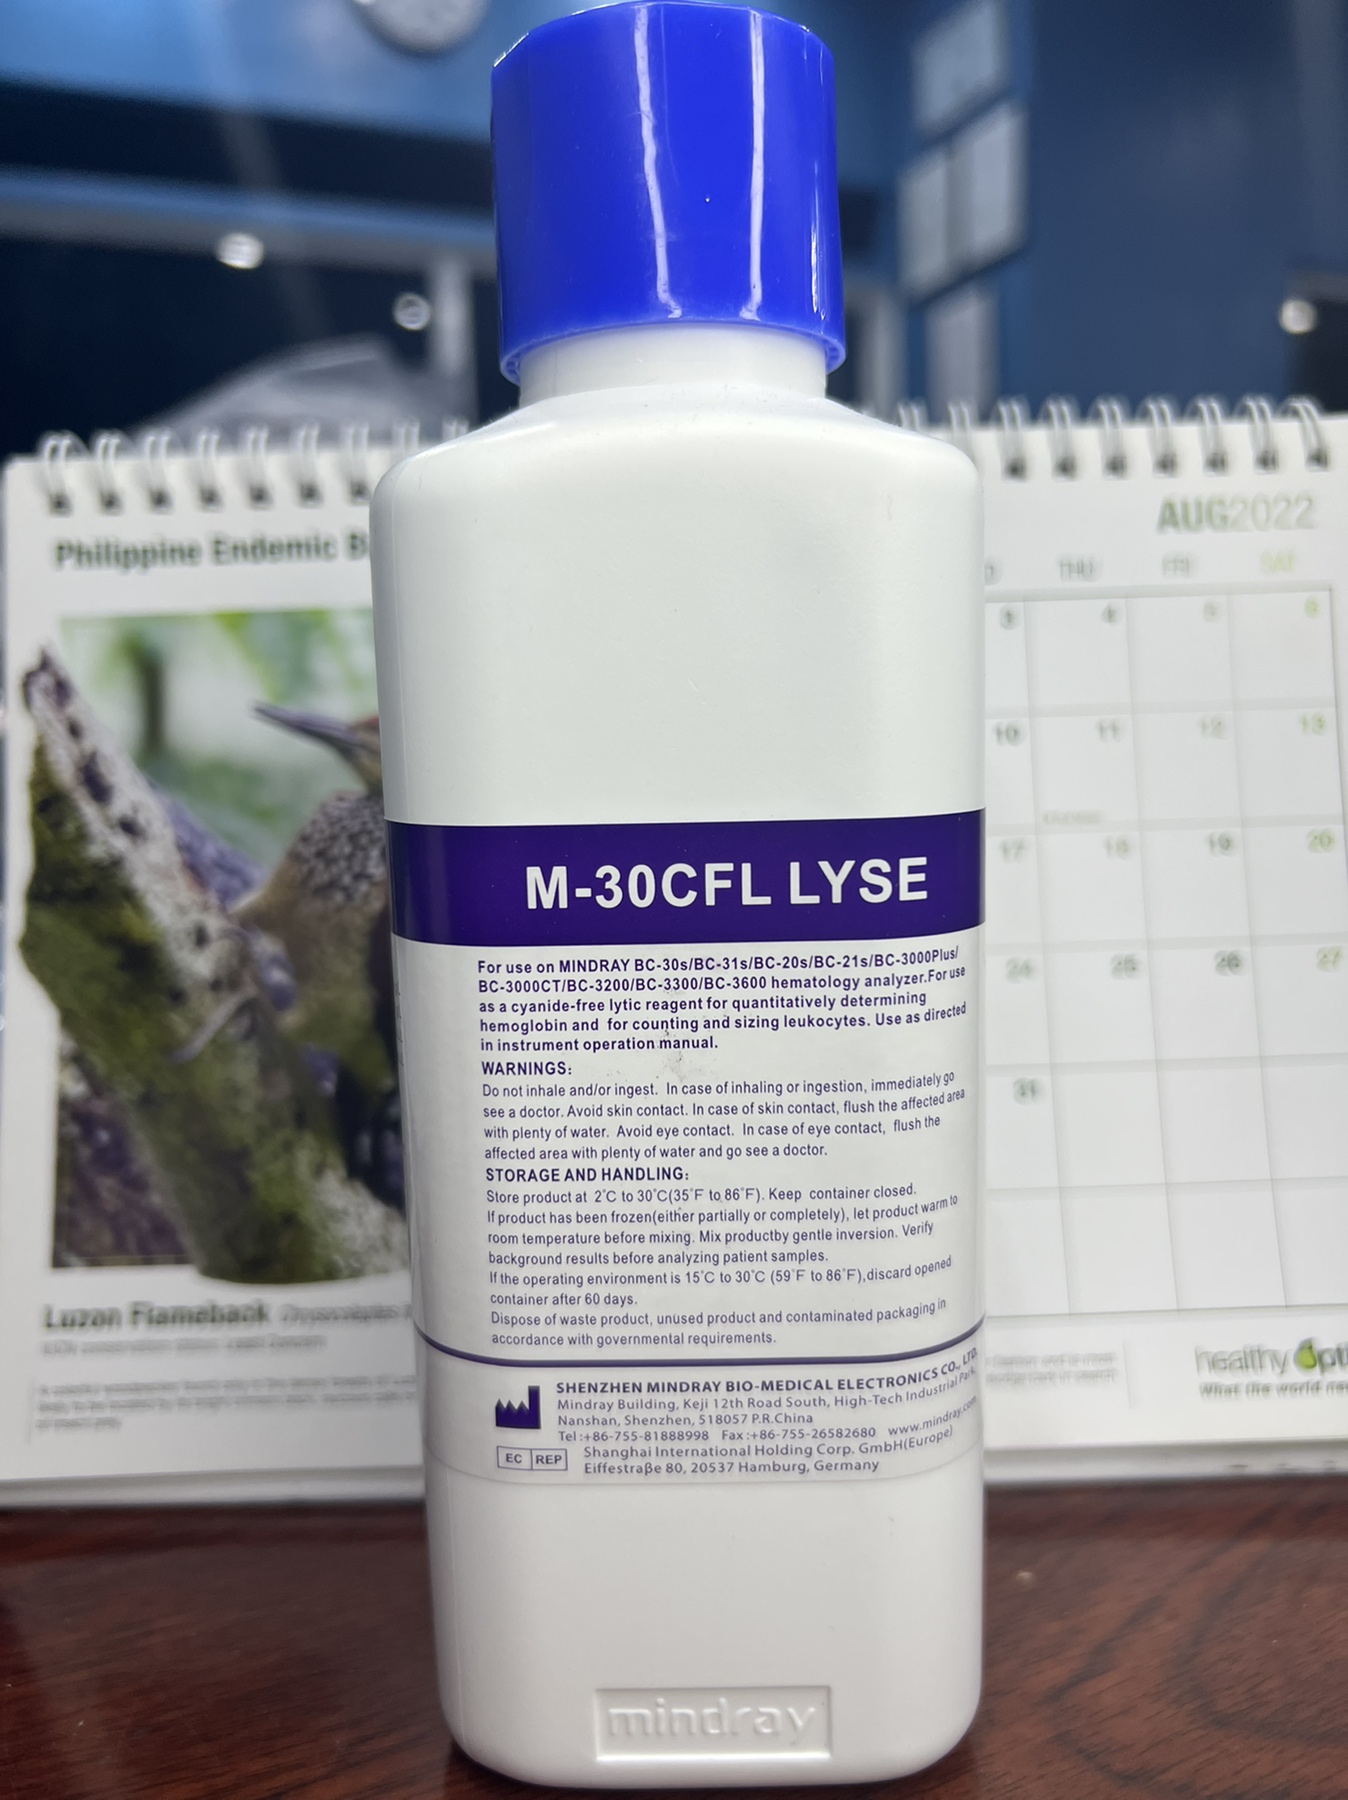 Philippine Endemic
AUG2022
THU FRI SAT
3 4 5 6
10 11 12 13
17 18 19 20
24 25 26 27
31
Luzon Flameback
healthy Opti
What the world
M-30CFL LYSE
For use on MINDRAY BC-30s/BC-31s/BC-20s/BC-21s/BC-3000Plus/
BC-3000CT/BC-3200/BC-3300/BC-3600 hematology analyzer.For use
as a cyanide-free lytic reagent for quantitatively determining
hemoglobin and for counting and sizing leukocytes. Use as directed
in instrument operation manual.
WARNINGS:
Do not inhale and/or ingest. In case of inhaling or ingestion, immediately go
see a doctor. Avoid skin contact. In case of skin contact, flush the affected area
with plenty of water. Avoid eye contact. In case of eye contact, flush the
affected area with plenty of water and go see a doctor.
STORAGE AND HANDLING:
Store product at 2°C to 30°C(35°F to 86°F). Keep container closed.
If product has been frozen(either partially or completely), let product warm to
room temperature before mixing. Mix productby gentle inversion. Verify
background results before analyzing patient samples.
If the operating environment is 15°C to 30°C (59°F to 86°F),discard opened
container after 60 days.
Dispose of waste product, unused product and contaminated packaging in
accordance with governmental requirements.
SHENZHEN MINDRAY BIO-MEDICAL ELECTRONICS CO., LTD.
Mindray Building, Keji 12th Road South, High-Tech Industrial Park,
Nanshan, Shenzhen, 518057 P.R.China
Tel:+86-755-81888998 Fax:+86-755-26582680 www.mindray.com
EC REP Shanghai International Holding Corp. GmbH(Europe)
Eiffestraβe 80, 20537 Hamburg, Germany
mindray